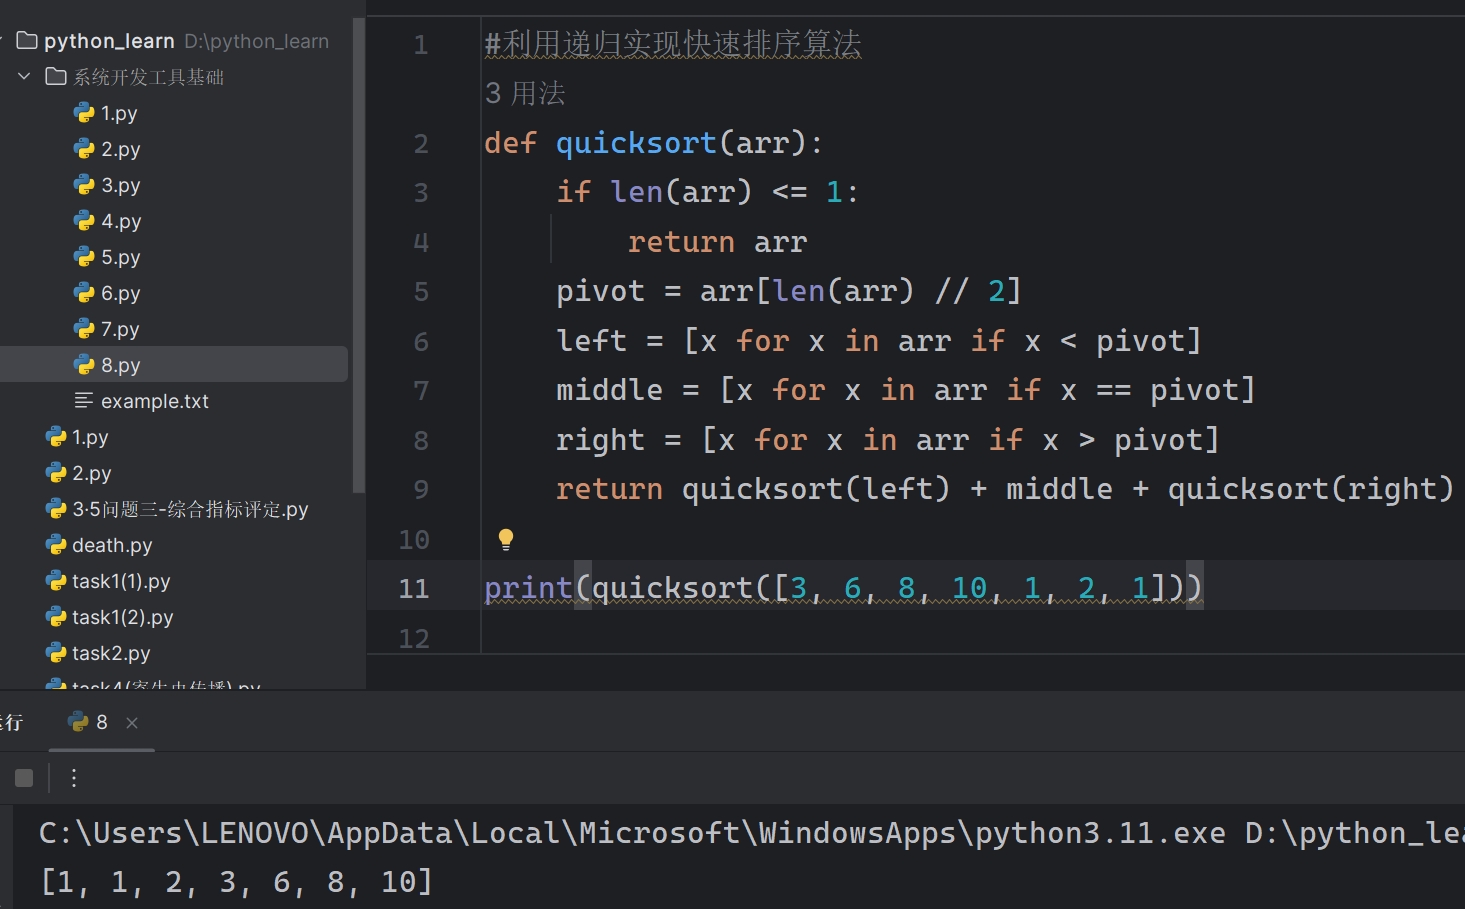 python_learn D:\python_learn
系统开发工具基础
1.py
2.py
3.py
4.py
5.py
6.py
7.py
8.py
example.txt
1.py
2.py
3·5问题三-综合指标评定.py
death.py
task1(1).py
task1(2).py
task2.py
1 #利用递归实现快速排序算法
3 用法
2 def quicksort(arr):
3 if len(arr) <= 1:
4 return arr
5 pivot = arr[len(arr) // 2]
6 left = [x for x in arr if x < pivot]
7 middle = [x for x in arr if x == pivot]
8 right = [x for x in arr if x > pivot]
9 return quicksort(left) + middle + quicksort(right)
10
11 print(quicksort([3, 6, 8, 10, 1, 2, 1]))
12
行 8
C:\Users\LENOVO\AppData\Local\Microsoft\WindowsApps\python3.11.exe D:\python_lea
[1, 1, 2, 3, 6, 8, 10]